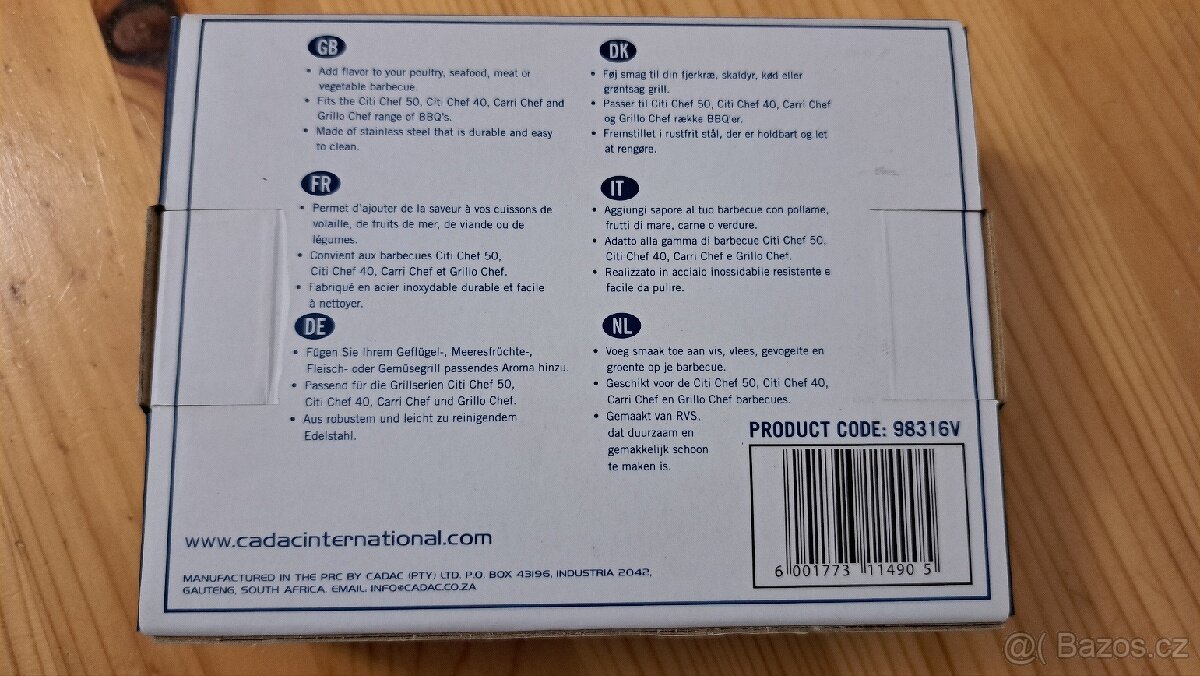 GB
• Add flavor to your poultry, seafood, meat or
vegetable barbecue.
• Fits the Citi Chef 50, Citi Chef 40, Carri Chef and
Grillo Chef range of BBQ's.
• Made of stainless steel that is durable and easy
to clean.
FR
• Permet d'ajouter de la saveur à vos cuissons de
volaille, de fruits de mer, de viande ou de
légumes.
• Convient aux barbecues Citi Chef 50,
Citi Chef 40, Carri Chef et Grillo Chef.
• Fabriqué en acier inoxydable durable et facile
à nettoyer.
DE
• Fügen Sie Ihrem Geflügel-, Meeresfrüchte-,
Fleisch- oder Gemüsegrill passendes Aroma hinzu.
• Passend für die Grillserien Citi Chef 50,
Citi Chef 40, Carri Chef und Grillo Chef.
• Aus robustem und leicht zu reinigendem
Edelstahl.
DK
• Føj smag til din fjerkræ, skaldyr, kød eller
grøntsag grill.
• Passer til Citi Chef 50, Citi Chef 40, Carri Chef
og Grillo Chef række BBQ'er.
• Fremstillet i rustfrit stål, der er holdbart og let
at rengøre.
IT
• Aggiungi sapore al tuo barbecue con pollame,
frutti di mare, carne o verdure.
• Adatto alla gamma di barbecue Citi Chef 50,
Citi Chef 40, Carri Chef e Grillo Chef.
• Realizzato in acciaio inossidabile resistente e
facile da pulire.
NL
• Voeg smaak toe aan vis, vlees, gevogelte en
groente op je barbecue.
• Geschikt voor de Citi Chef 50, Citi Chef 40,
Carri Chef en Grillo Chef barbecues.
• Gemaakt van RVS,
dat duurzaam en
gemakkelijk schoon
te maken is.
PRODUCT CODE: 98316V
6 001773 114905
www.cadacinternational.com
MANUFACTURED IN THE PRC BY CADAC (PTY) LTD. P.O. BOX 43196, INDUSTRIA 2042,
GAUTENG, SOUTH AFRICA. EMAIL: INFO@CADAC.CO.ZA
@( Bazos.cz